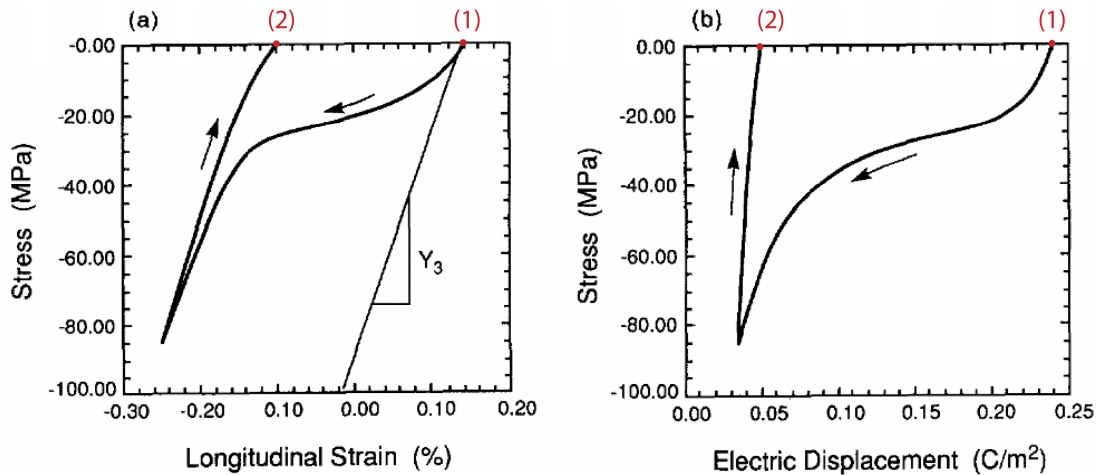 (a) (2) (1)
-0.00
-20.00
-40.00
-60.00
-80.00
-100.00
Stress (MPa)
Y3
-0.30 -0.20 0.10 0.00 0.10 0.20
Longitudinal Strain (%)
(b) (2) (1)
0.00
-20.00
-40.00
-60.00
-80.00
-100.00
Stress (MPa)
0.00 0.05 0.10 0.15 0.20 0.25
Electric Displacement (C/m²)